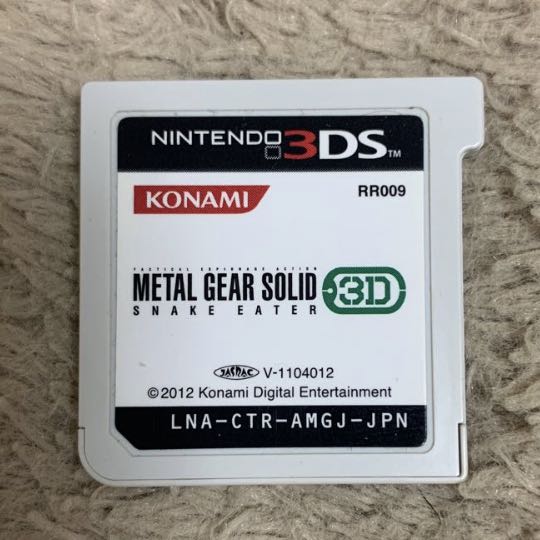 NINTENDO 3DS™
KONAMI
RR009
TACTICAL ESPIONAGE ACTION
METAL GEAR SOLID
SNAKE EATER
3D
JASRAC V-1104012
©2012 Konami Digital Entertainment
LNA-CTR-AMGJ-JPN